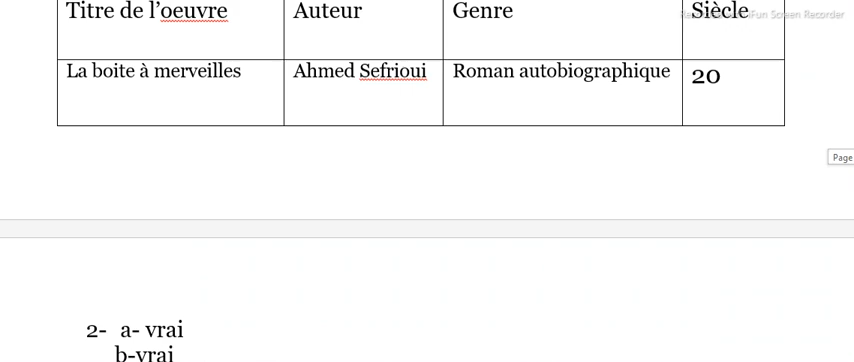 Titre de l'oeuvre Auteur Genre Siècle
La boite à merveilles Ahmed Sefrioui Roman autobiographique 20
Page
2- a- vrai
b-vrai